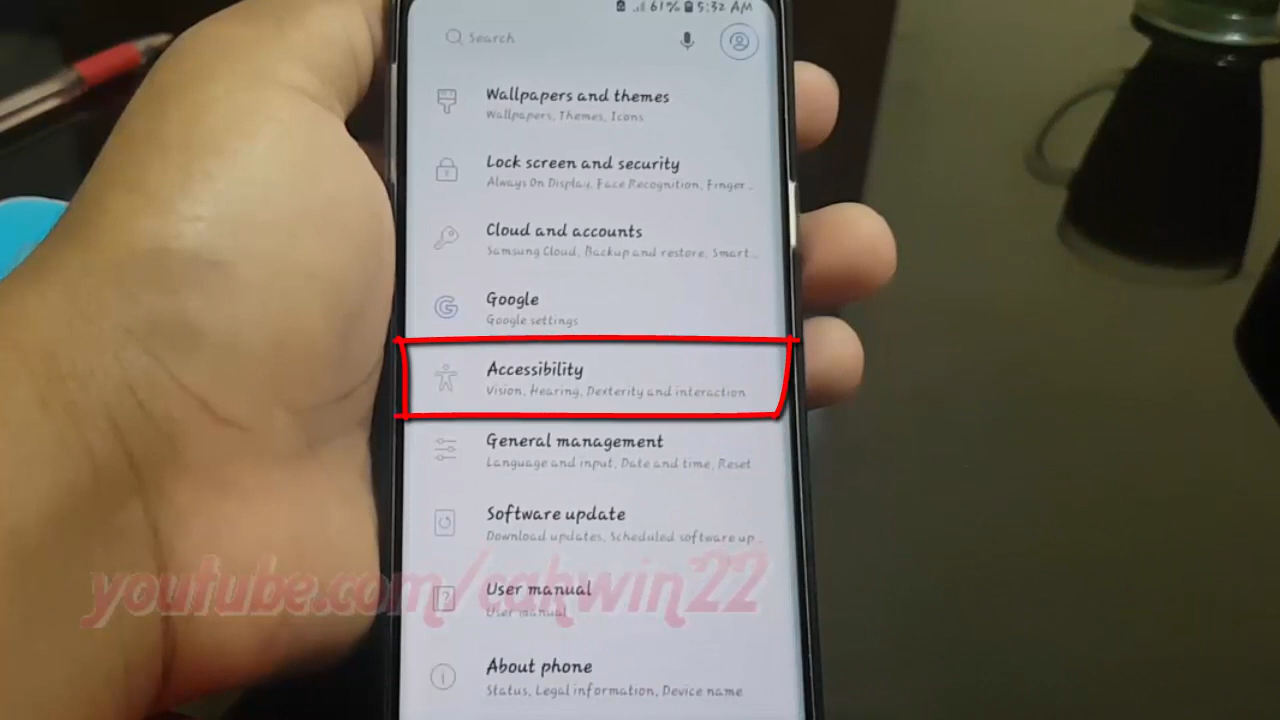 61% 5:32 AM
Search
Wallpapers and themes
Wallpapers, Themes, Icons
Lock screen and security
Always On Display, Face Recognition, Finger...
Cloud and accounts
Samsung Cloud, Backup and restore, Smart...
Google
Google settings
Accessibility
Vision, Hearing, Dexterity and interaction
General management
Language and input, Date and time, Reset
Software update
Download updates, Scheduled software up...
youtube.com/cakwin22
User manual
User manual
About phone
Status, Legal information, Device name